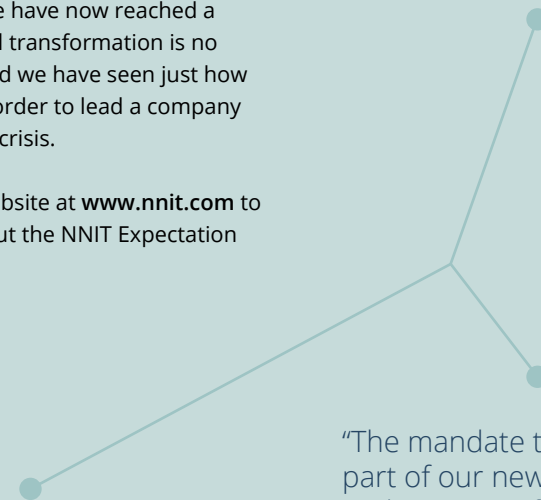 e have now reached a
l transformation is no
d we have seen just how
order to lead a company
crisis.
bsite at www.nnit.com to
ut the NNIT Expectation
“The mandate t
part of our new